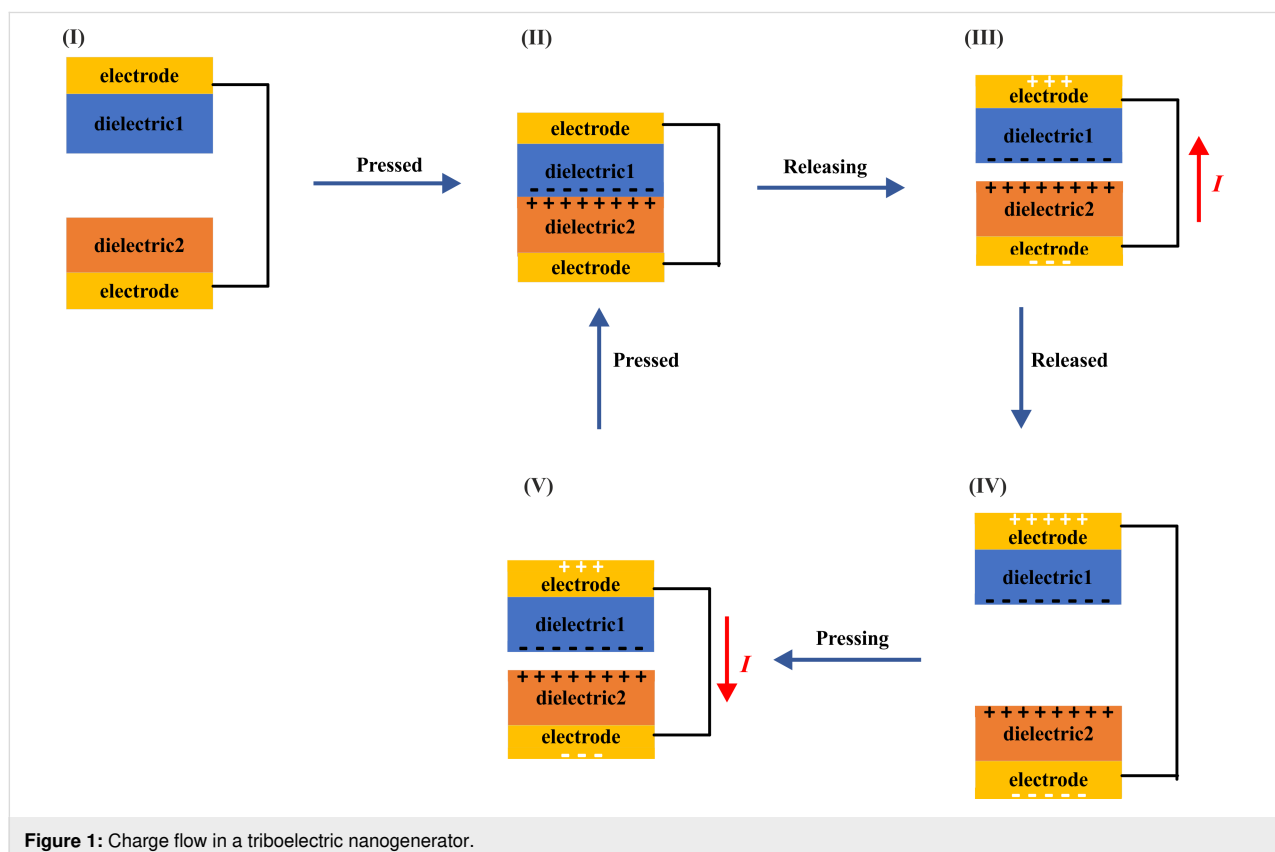 (I)
electrode
dielectric1
dielectric2
electrode
Pressed
(II)
electrode
dielectric1
- - - - - - - -
+ + + + + + + +
dielectric2
electrode
Releasing
(III)
+ + +
electrode
dielectric1
- - - - - - - -
+ + + + + + + +
dielectric2
electrode
- - -
I
Pressed
Released
(V)
+ + +
electrode
dielectric1
- - - - - - - -
+ + + + + + + +
dielectric2
electrode
- - -
I
Pressing
(IV)
+ + + + +
electrode
dielectric1
- - - - - - - -
+ + + + + + + +
dielectric2
electrode
- - - - -
Figure 1: Charge flow in a triboelectric nanogenerator.